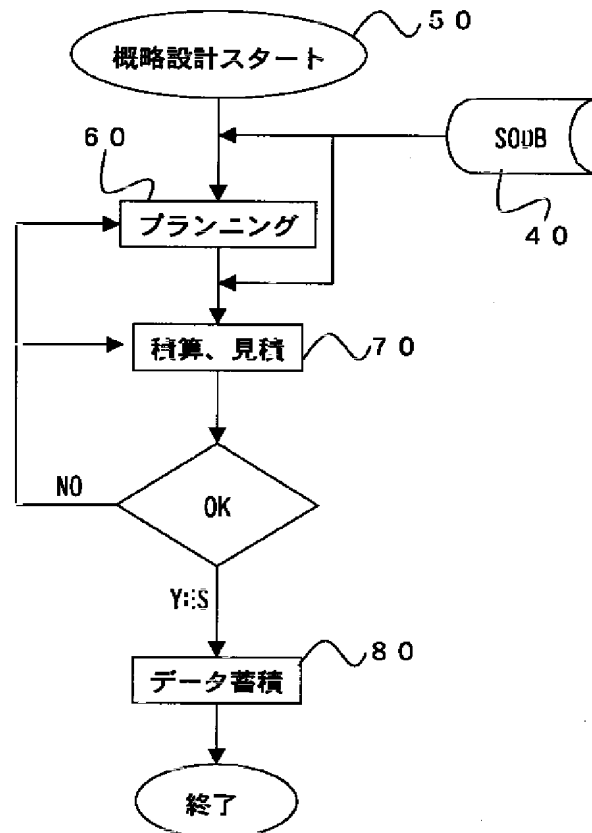 ５０
概略設計スタート
SODB
６０
４０
プランニング
積算、見積
７０
NO
OK
YES
８０
データ蓄積
終了